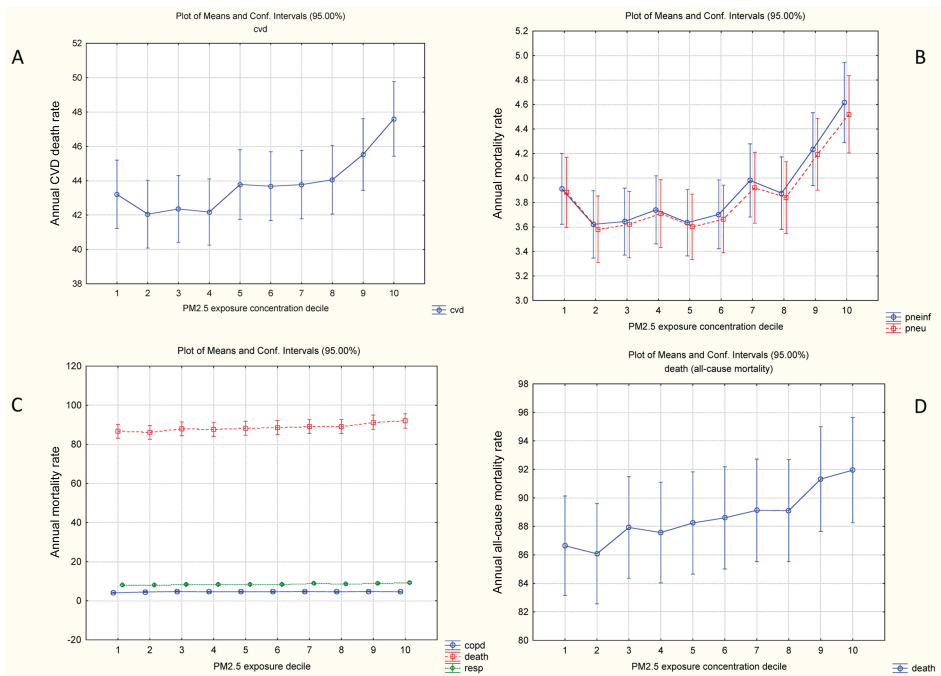 Plot of Means and Conf. Intervals (95.00%)
cvd
A
Annual CVD death rate
52
50
48
46
44
42
40
38
1 2 3 4 5 6 7 8 9 10
PM2.5 exposure concentration decile
cvd
Plot of Means and Conf. Intervals (95.00%)
B
Annual mortality rate
5.2
5.0
4.8
4.6
4.4
4.2
4.0
3.8
3.6
3.4
3.2
3.0
1 2 3 4 5 6 7 8 9 10
PM2.5 exposure concentration decile
pneinf
pneu
Plot of Means and Conf. Intervals (95.00%)
C
Annual mortality rate
120
100
80
60
40
20
0
-20
1 2 3 4 5 6 7 8 9 10
PM2.5 exposure decile
copd
death
resp
Plot of Means and Conf. Intervals (95.00%)
death (all-cause mortality)
D
Annual all-cause mortality rate
98
96
94
92
90
88
86
84
82
80
1 2 3 4 5 6 7 8 9 10
PM2.5 exposure concentration decile
death